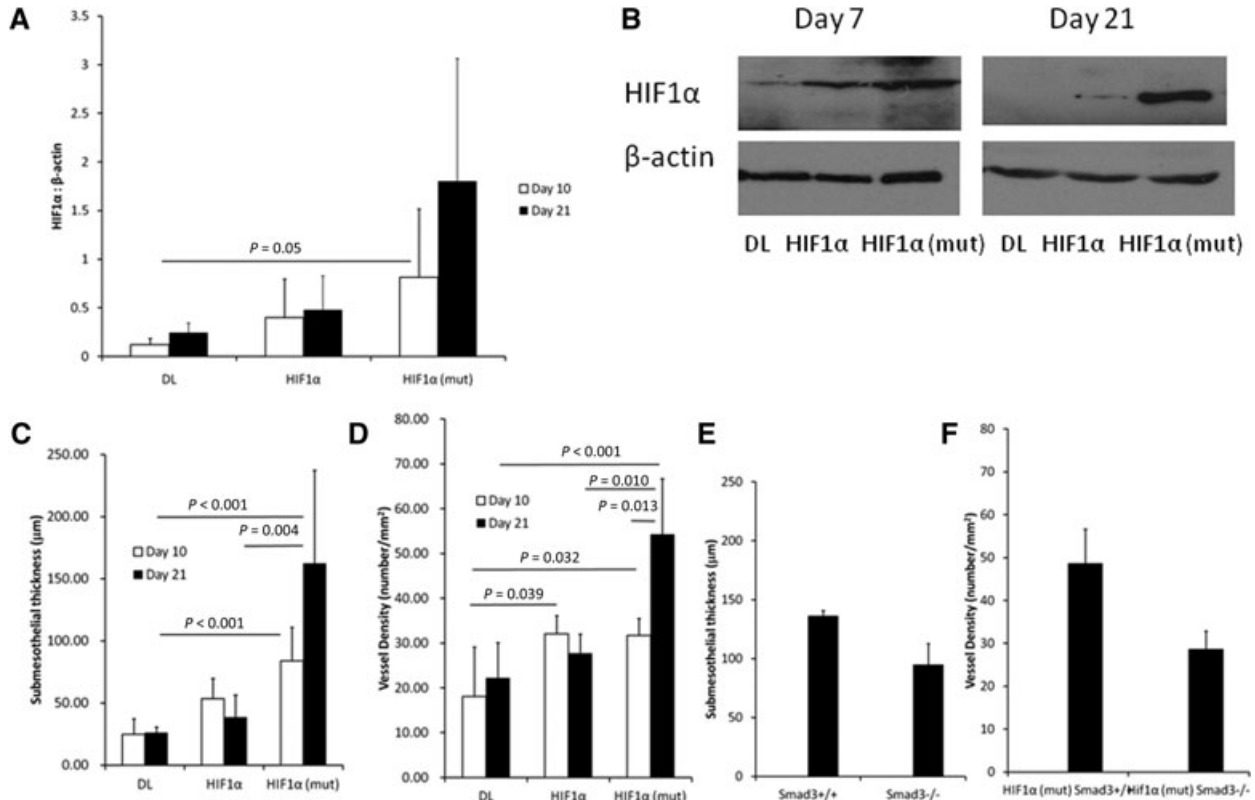 A
3.5
3
2.5
2
1.5
1
0.5
0
HIF1α : β-actin
P = 0.05
Day 10
Day 21
DL HIF1α HIF1α (mut)
B
Day 7 Day 21
HIF1α
β-actin
DL HIF1α HIF1α (mut) DL HIF1α HIF1α (mut)
C
250.00
200.00
150.00
100.00
50.00
0.00
Submesothelial thickness (µm)
P < 0.001
P = 0.004
Day 10
Day 21
P < 0.001
DL HIF1α HIF1α (mut)
D
80.00
70.00
60.00
50.00
40.00
30.00
20.00
10.00
0.00
Vessel Density (number/mm²)
P < 0.001
P = 0.010
P = 0.013
Day 10
Day 21
P = 0.032
P = 0.039
DL HIF1α HIF1α (mut)
E
250
200
150
100
50
0
Submesothelial thickness (µm)
Smad3+/+ Smad3-/-
F
80
70
60
50
40
30
20
10
0
Vessel Density (number/mm²)
HIF1α (mut) Smad3+/+ Hif1α (mut) Smad3-/-